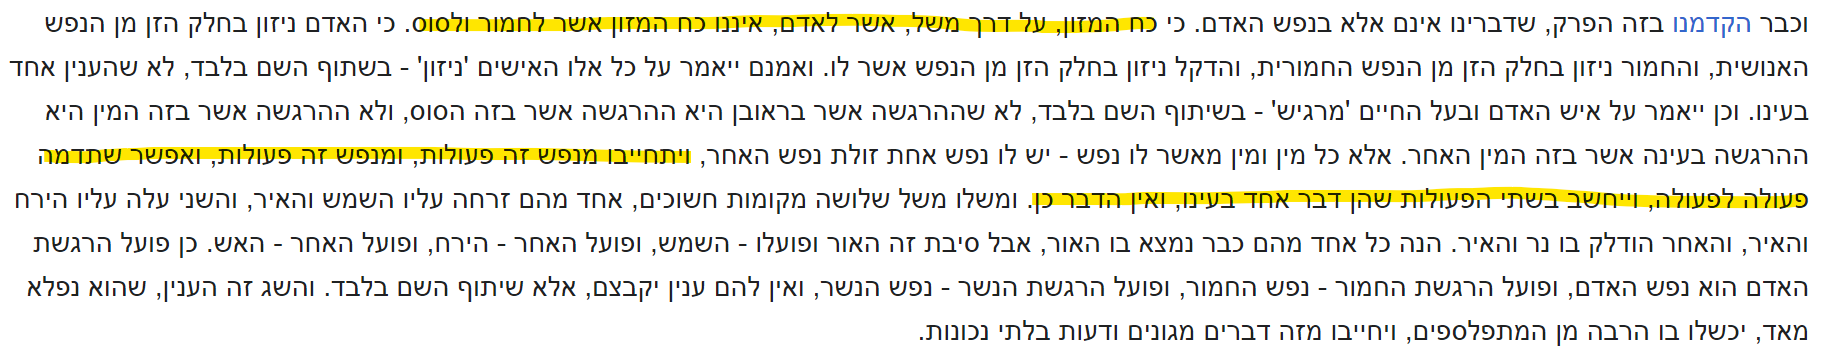 וכבר הקדמנו בזה הפרק, שדברינו אינם אלא בנפש האדם. כי כח המזון, על דרך משל, אשר לאדם, איננו כח המזון אשר לחמור ולסוס. כי האדם ניזון בחלק הזן מן הנפש
האנושית, והחמור ניזון בחלק הזן מן הנפש החמורית, והדקל ניזון בחלק הזן מן הנפש אשר לו. ואמנם ייאמר על כל אלו האישים 'ניזון' - בשתוף השם בלבד, לא שהענין אחד
בעינו. וכן ייאמר על איש האדם ובעל החיים 'מרגיש' - בשיתוף השם בלבד, לא שההרגשה אשר בראובן היא ההרגשה אשר בזה הסוס, ולא ההרגשה אשר בזה המין היא
ההרגשה בעינה אשר בזה המין האחר. אלא כל מין ומין מאשר לו נפש - יש לו נפש אחת זולת נפש האחר, ויתחייבו מנפש זה פעולות, ומנפש זה פעולות, ואפשר שתדמה
פעולה לפעולה, וייחשב בשתי הפעולות שהן דבר אחד בעינו, ואין הדבר כן. ומשלו משל שלושה מקומות חשוכים, אחד מהם זרחה עליו השמש והאיר, והשני עלה עליו הירח
והאיר, והאחר הודלק בו נר והאיר. הנה כל אחד מהם כבר נמצא בו האור, אבל סיבת זה האור ופועלו - השמש, ופועל האחר - הירח, ופועל האחר - האש. כן פועל הרגשת
האדם הוא נפש האדם, ופועל הרגשת החמור - נפש החמור, ופועל הרגשת הנשר - נפש הנשר, ואין להם ענין יקבצם, אלא שיתוף השם בלבד. והשג זה הענין, שהוא נפלא
מאד, יכשלו בו הרבה מן המתפלספים, ויחייבו מזה דברים מגונים ודעות בלתי נכונות.